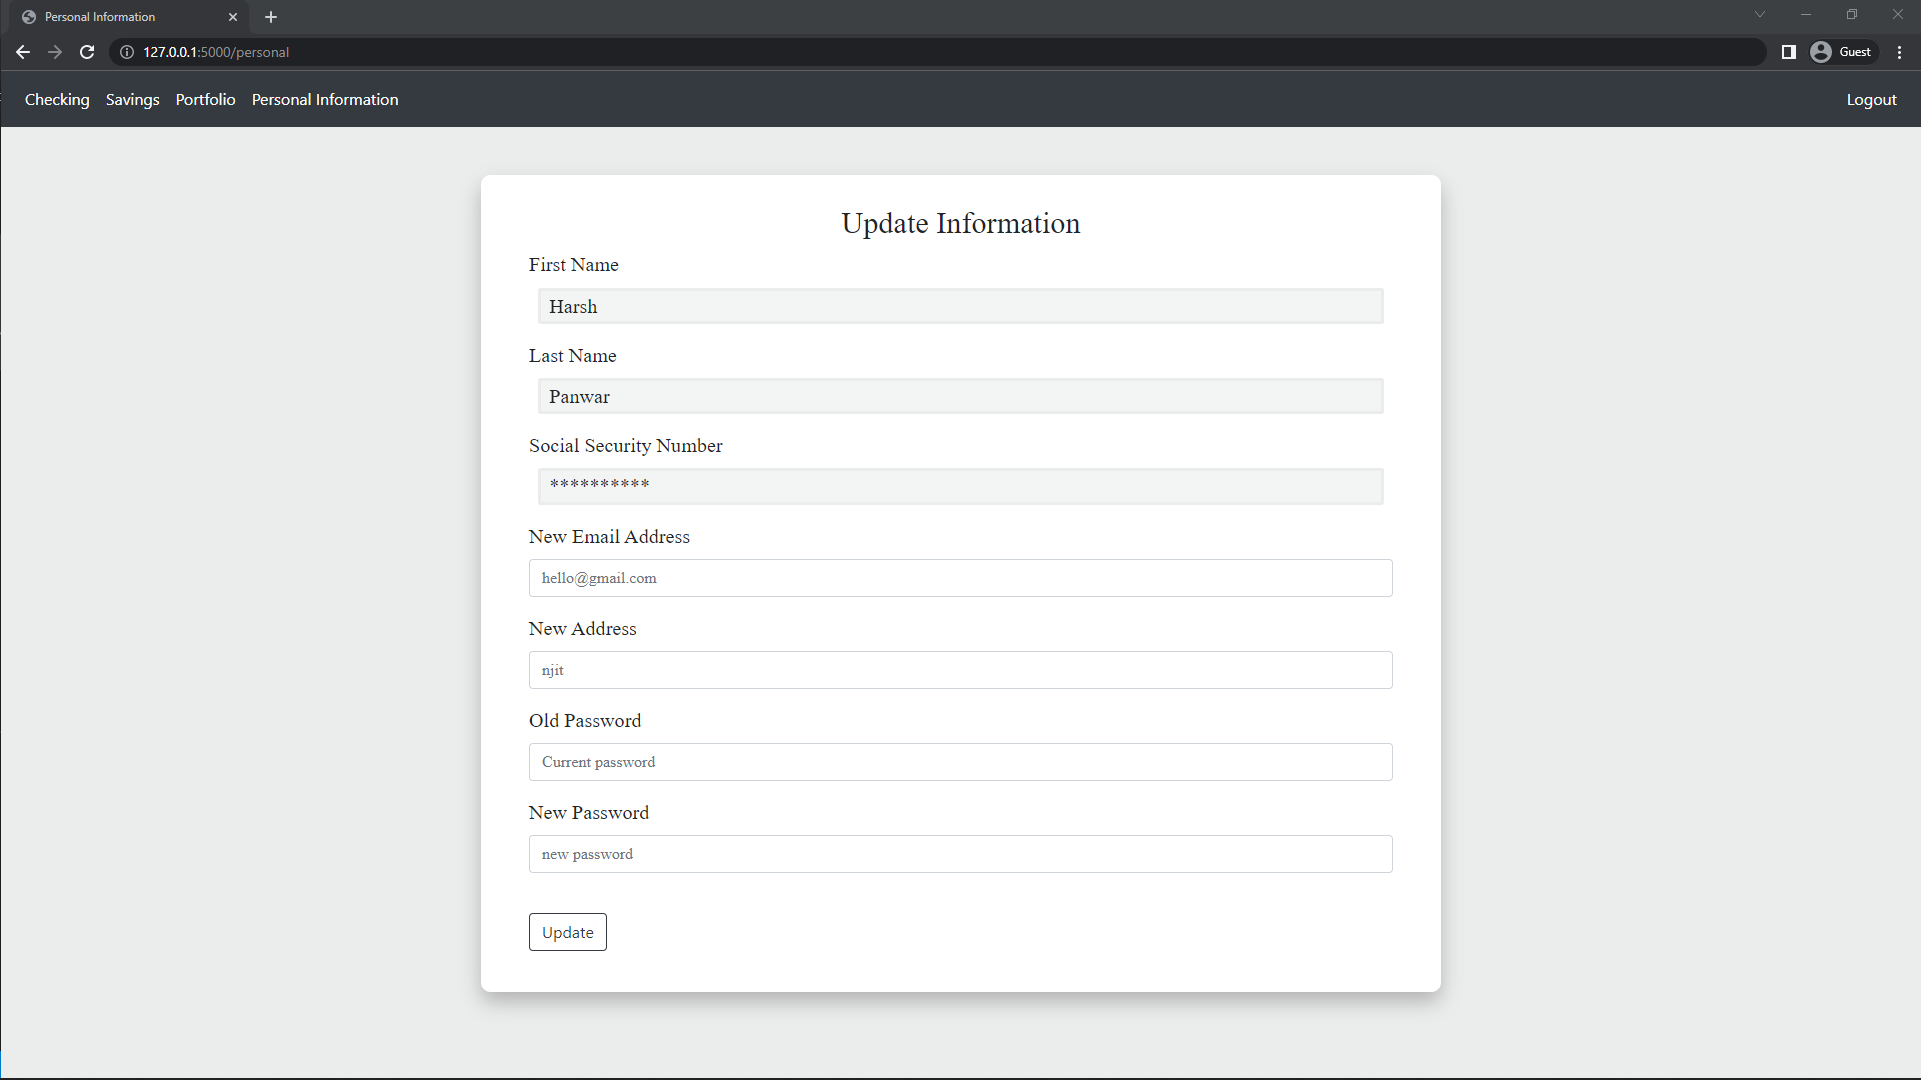 Personal Information
127.0.0.1:5000/personal
Guest
Checking Savings Portfolio Personal Information Logout
Update Information
First Name
Harsh
Last Name
Panwar
Social Security Number
**********
New Email Address
hello@gmail.com
New Address
njit
Old Password
Current password
New Password
new password
Update